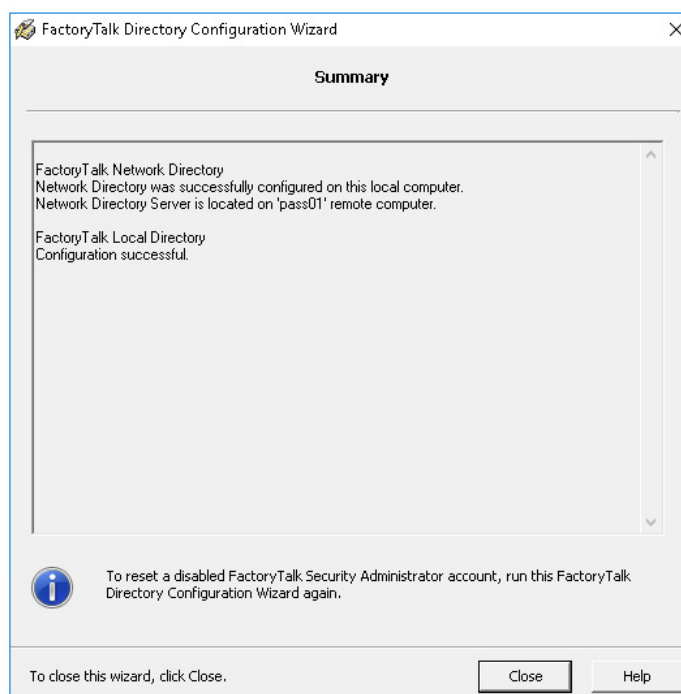 FactoryTalk Directory Configuration Wizard
Summary
FactoryTalk Network Directory
Network Directory was successfully configured on this local computer.
Network Directory Server is located on 'pass01' remote computer.
FactoryTalk Local Directory
Configuration successful.
To reset a disabled FactoryTalk Security Administrator account, run this FactoryTalk
Directory Configuration Wizard again.
To close this wizard, click Close.
Close
Help